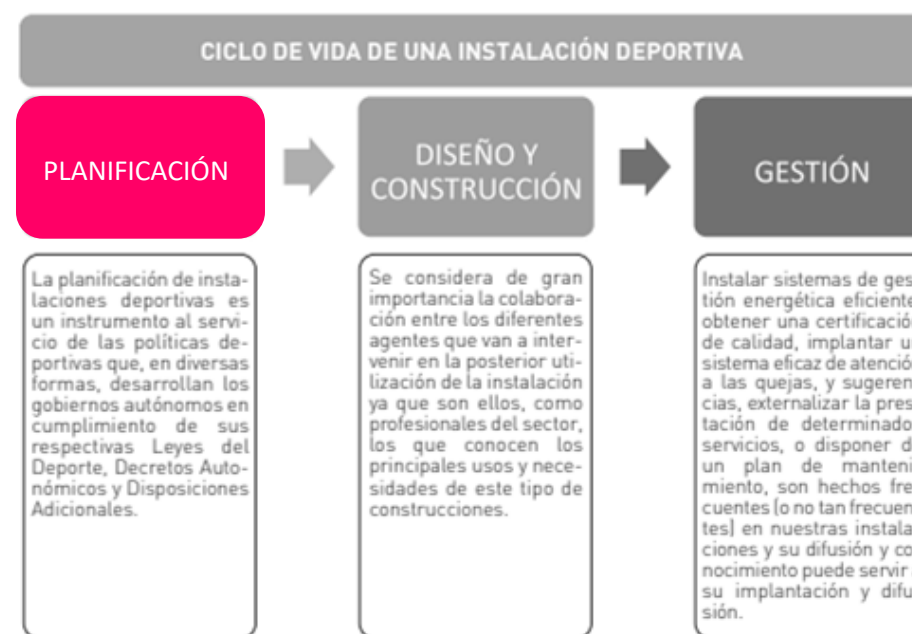 CICLO DE VIDA DE UNA INSTALACIÓN DEPORTIVA
PLANIFICACIÓN
DISEÑO Y
CONSTRUCCIÓN
GESTIÓN
La planificación de insta-
laciones deportivas es
un instrumento al servi-
cio de las políticas de-
portivas que, en diversas
formas, desarrollan los
gobiernos autónomos en
cumplimiento de sus
respectivas Leyes del
Deporte, Decretos Auto-
nómicos y Disposiciones
Adicionales.
Se considera de gran
importancia la colabora-
ción entre los diferentes
agentes que van a inter-
venir en la posterior uti-
lización de la instalación
ya que son ellos, como
profesionales del sector,
los que conocen los
principales usos y nece-
sidades de este tipo de
construcciones.
Instalar sistemas de ges
tión energética eficiente
obtener una certificación
de calidad, implantar u
sistema eficaz de atenció
a las quejas, y sugeren
cias, externalizar la pres
tación de determinado
servicios, o disponer d
un plan de manteni
miento, son hechos fre
cuentes (o no tan frecuen
tes) en nuestras instala
ciones y su difusión y co
nocimiento puede servir
su implantación y difu
sión.